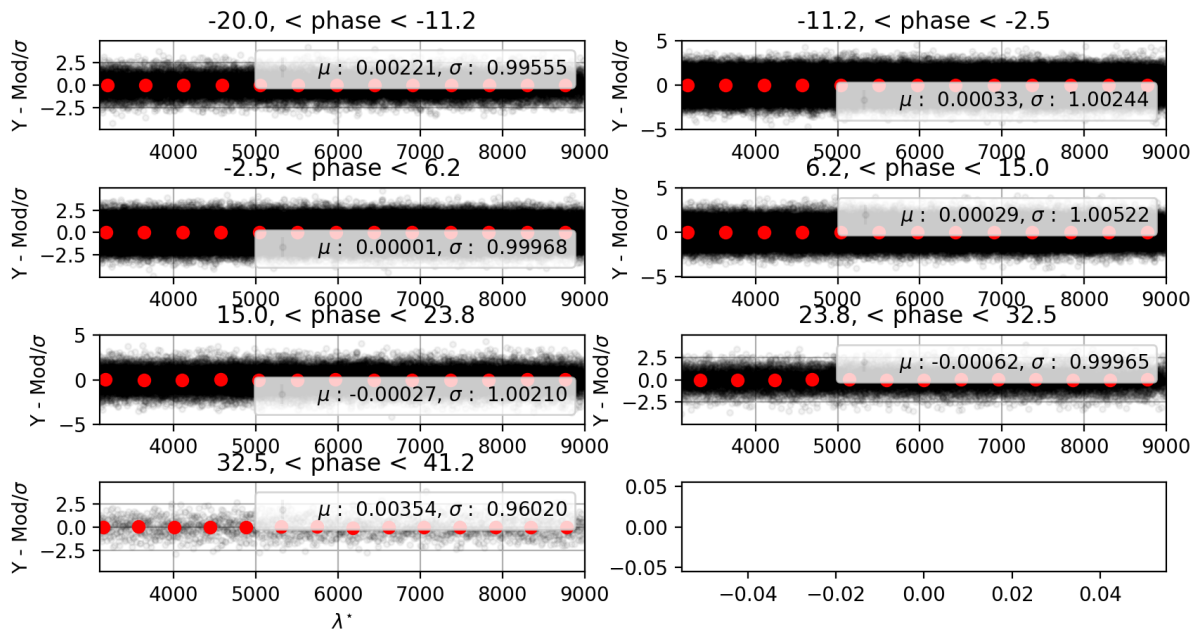 -20.0, < phase < -11.2
Y - Mod/σ
2.5
0.0
−2.5
μ : 0.00221, σ : 0.99555
4000 5000 6000 7000 8000 9000
-11.2, < phase < -2.5
Y - Mod/σ
5
0
−5
μ : 0.00033, σ : 1.00244
4000 5000 6000 7000 8000 9000
-2.5, < phase < 6.2
Y - Mod/σ
2.5
0.0
−2.5
μ : 0.00001, σ : 0.99968
4000 5000 6000 7000 8000 9000
6.2, < phase < 15.0
Y - Mod/σ
5
0
−5
μ : 0.00029, σ : 1.00522
4000 5000 6000 7000 8000 9000
15.0, < phase < 23.8
Y - Mod/σ
5
0
−5
μ :-0.00027, σ : 1.00210
4000 5000 6000 7000 8000 9000
23.8, < phase < 32.5
Y - Mod/σ
2.5
0.0
−2.5
μ :-0.00062, σ : 0.99965
4000 5000 6000 7000 8000 9000
32.5, < phase < 41.2
Y - Mod/σ
2.5
0.0
−2.5
μ : 0.00354, σ : 0.96020
4000 5000 6000 7000 8000 9000
λ⋆
0.05
0.00
−0.05
−0.04 −0.02 0.00 0.02 0.04